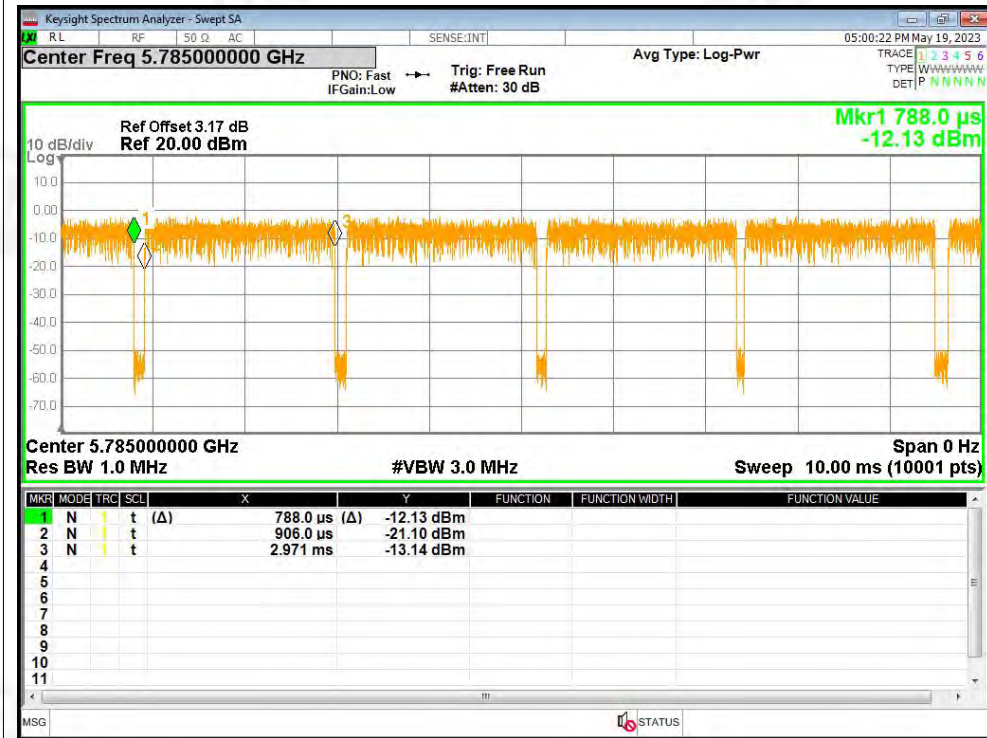 Keysight Spectrum Analyzer - Swept SA
LXI RL RF 50 Ω AC SENSE:INT 05:00:22 PM May 19, 2023
Center Freq 5.785000000 GHz Avg Type: Log-Pwr TRACE 1 2 3 4 5 6
PNO: Fast Trig: Free Run TYPE WWWWWW
IFGain:Low #Atten: 30 dB DET P N N N N N
Mkr1 788.0 µs
Ref Offset 3.17 dB
10 dB/div Ref 20.00 dBm -12.13 dBm
Log
10.0
0.00
1
3
-10.0
2
-20.0
-30.0
-40.0
-50.0
-60.0
-70.0
Center 5.785000000 GHz Span 0 Hz
Res BW 1.0 MHz #VBW 3.0 MHz Sweep 10.00 ms (10001 pts)
MKR MODE TRC SCL X Y FUNCTION FUNCTION WIDTH FUNCTION VALUE
1 N 1 t (Δ) 788.0 µs (Δ) -12.13 dBm
2 N 1 t 906.0 µs -21.10 dBm
3 N 1 t 2.971 ms -13.14 dBm
4
5
6
7
8
9
10
11
MSG STATUS